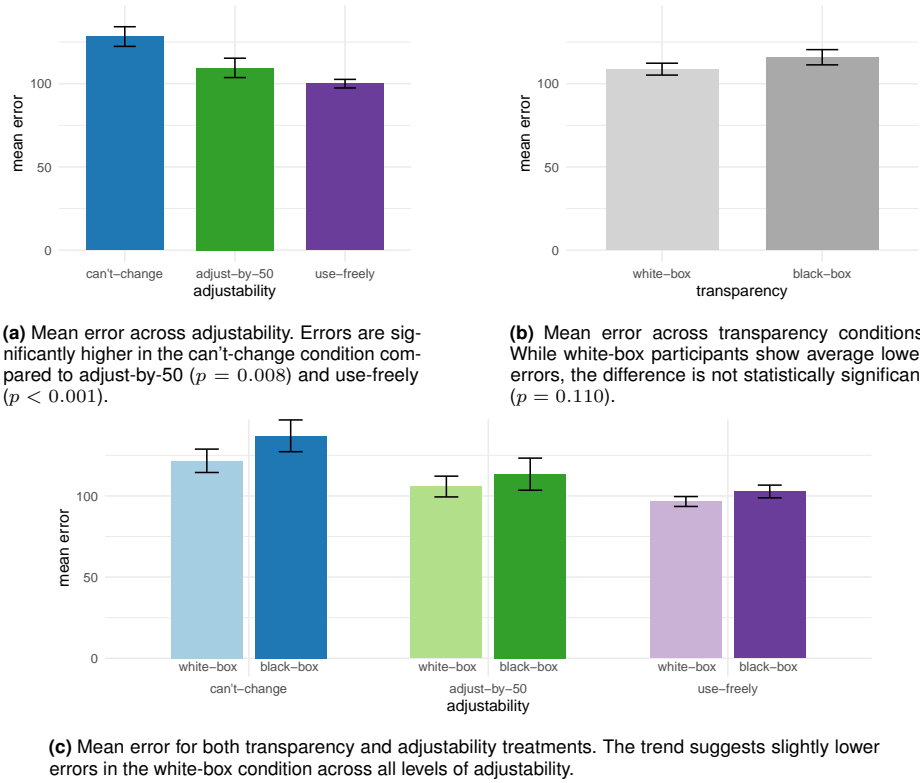 mean error
100
50
0
can't−change
adjust−by−50
use−freely
adjustability
(a) Mean error across adjustability. Errors are sig-
nificantly higher in the can't-change condition com-
pared to adjust-by-50 (p = 0.008) and use-freely
(p < 0.001).
mean error
100
50
0
white−box
black−box
transparency
(b) Mean error across transparency conditions
While white-box participants show average lowe
errors, the difference is not statistically significan
(p = 0.110).
mean error
100
50
0
white−box black−box white−box black−box white−box black−box
can't−change adjust−by−50 use−freely
adjustability
(c) Mean error for both transparency and adjustability treatments. The trend suggests slightly lower
errors in the white-box condition across all levels of adjustability.